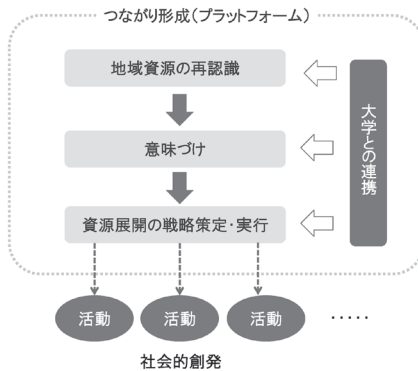 つながり形成(プラットフォーム)
地域資源の再認識
意味づけ
資源展開の戦略策定・実行
大学との連携
活動
活動
活動
・・・・・
社会的創発